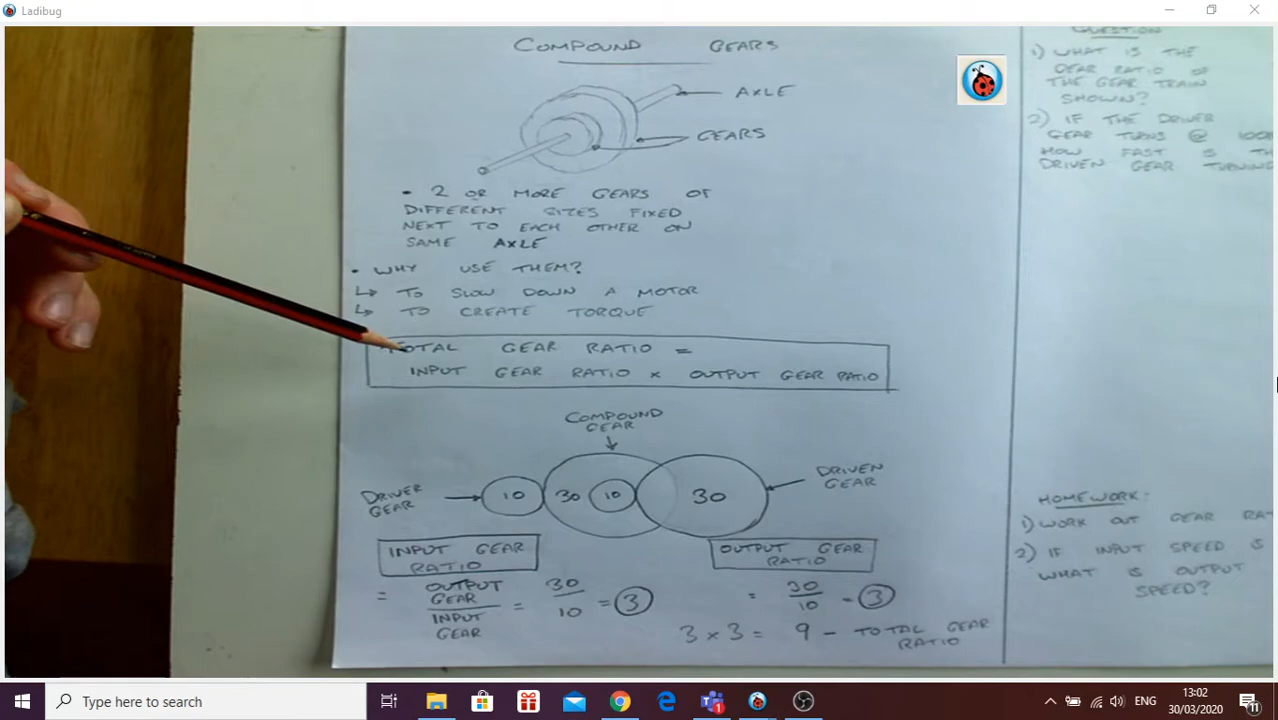 Ladibug
COMPOUND GEARS
AXLE
GEARS
• 2 OR MORE GEARS OF
DIFFERENT SIZES FIXED
NEXT TO EACH OTHER ON
SAME AXLE
• WHY USE THEM?
↳ TO SLOW DOWN A MOTOR
↳ TO CREATE TORQUE
TOTAL GEAR RATIO =
INPUT GEAR RATIO x OUTPUT GEAR RATIO
COMPOUND
GEAR
DRIVER
GEAR
10
30
10
30
DRIVEN
GEAR
INPUT GEAR
RATIO
= OUTPUT
GEAR
INPUT
GEAR
= 30
10
= 3
OUTPUT GEAR
RATIO
= 30
10
= 3
3 x 3 = 9 - TOTAL GEAR
RATIO
QUESTION
1) WHAT IS THE
GEAR RATIO OF
THE GEAR TRAIN
SHOWN?
2) IF THE DRIVER
GEAR TURNS @
HOW FAST IS
DRIVEN GEAR
HOMEWORK:
1) WORK OUT GEAR
2) IF INPUT SPEED IS
WHAT IS OUTPUT
SPEED?
Type here to search
1
ENG
13:02
30/03/2020
11